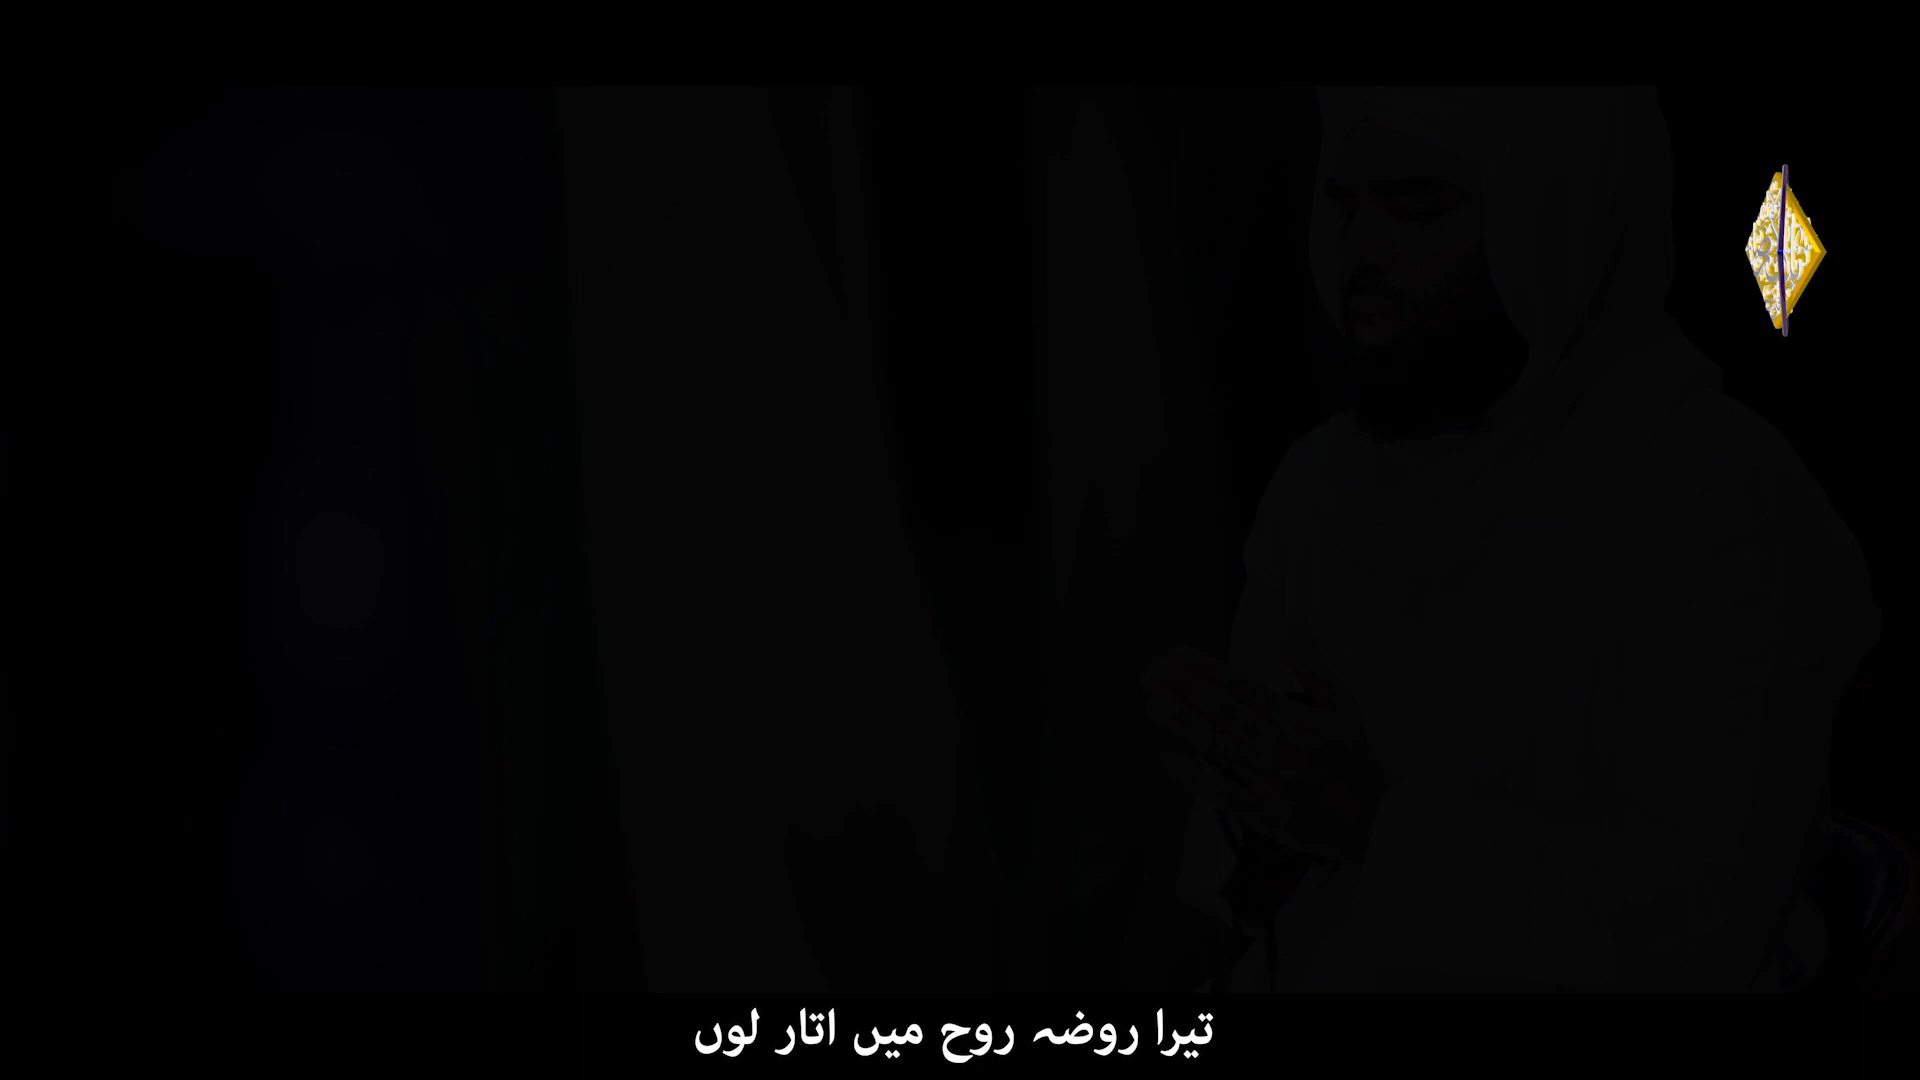 تیرا روضہ روح میں اتار لوں